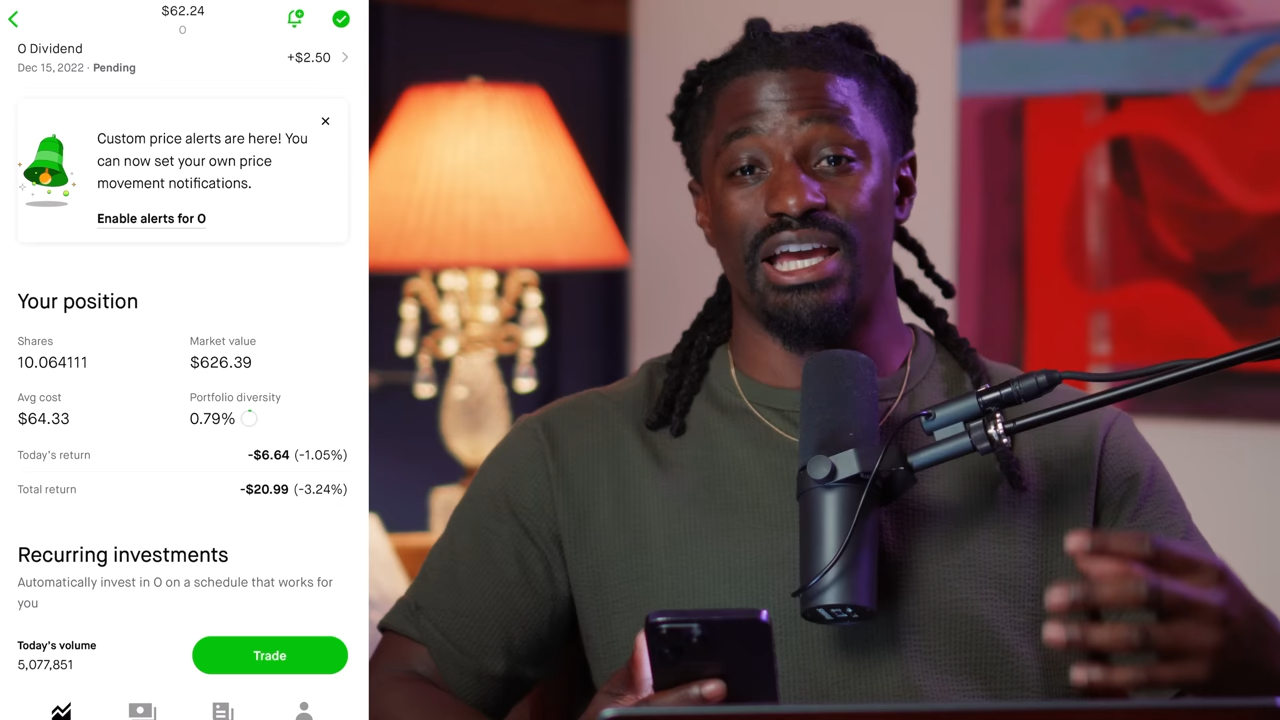 $62.24
O
O Dividend
Dec 15, 2022 · Pending
+$2.50
Custom price alerts are here! You
can now set your own price
movement notifications.
Enable alerts for O
Your position
Shares
10.064111
Market value
$626.39
Avg cost
$64.33
Portfolio diversity
0.79%
Today's return
-$6.64 (-1.05%)
Total return
-$20.99 (-3.24%)
Recurring investments
Automatically invest in O on a schedule that works for
you
Today's volume
5,077,851
Trade